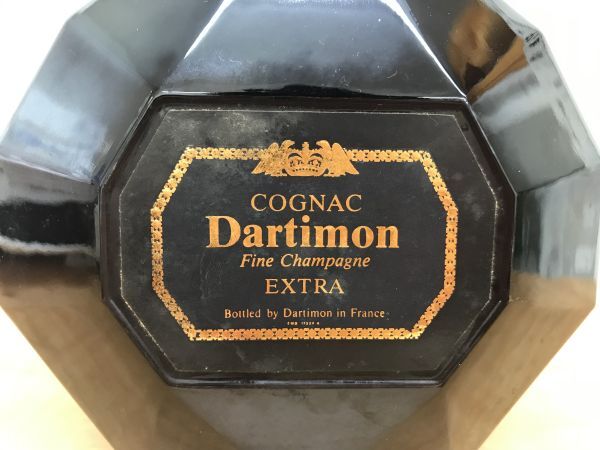 COGNAC
Dartimon
Fine Champagne
EXTRA
Bottled by Dartimon in France